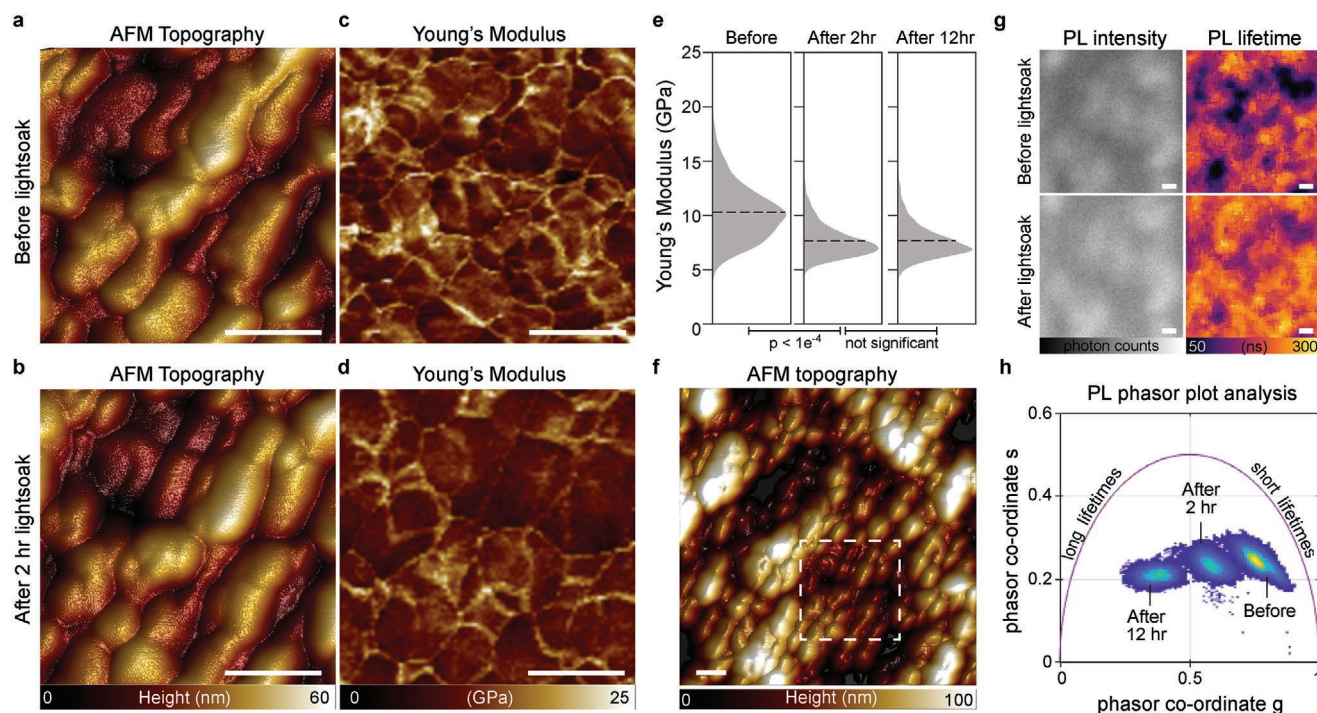 a
AFM Topography
Before lightsoak
c
Young's Modulus
b
AFM Topography
After 2 hr lightsoak
0 Height (nm) 60
d
Young's Modulus
0 (GPa) 25
e
Before After 2hr After 12hr
Young's Modulus (GPa)
25
20
15
10
5
0
p < 1e-4 not significant
f
AFM topography
0 Height (nm) 100
g
PL intensity PL lifetime
Before lightsoak
After lightsoak
photon counts 50 (ns) 300
h
PL phasor plot analysis
phasor co-ordinate s
0.6
0.4
0.2
0
long lifetimes
short lifetimes
After
2 hr
After
12 hr
Before
0 0.5 1
phasor co-ordinate g